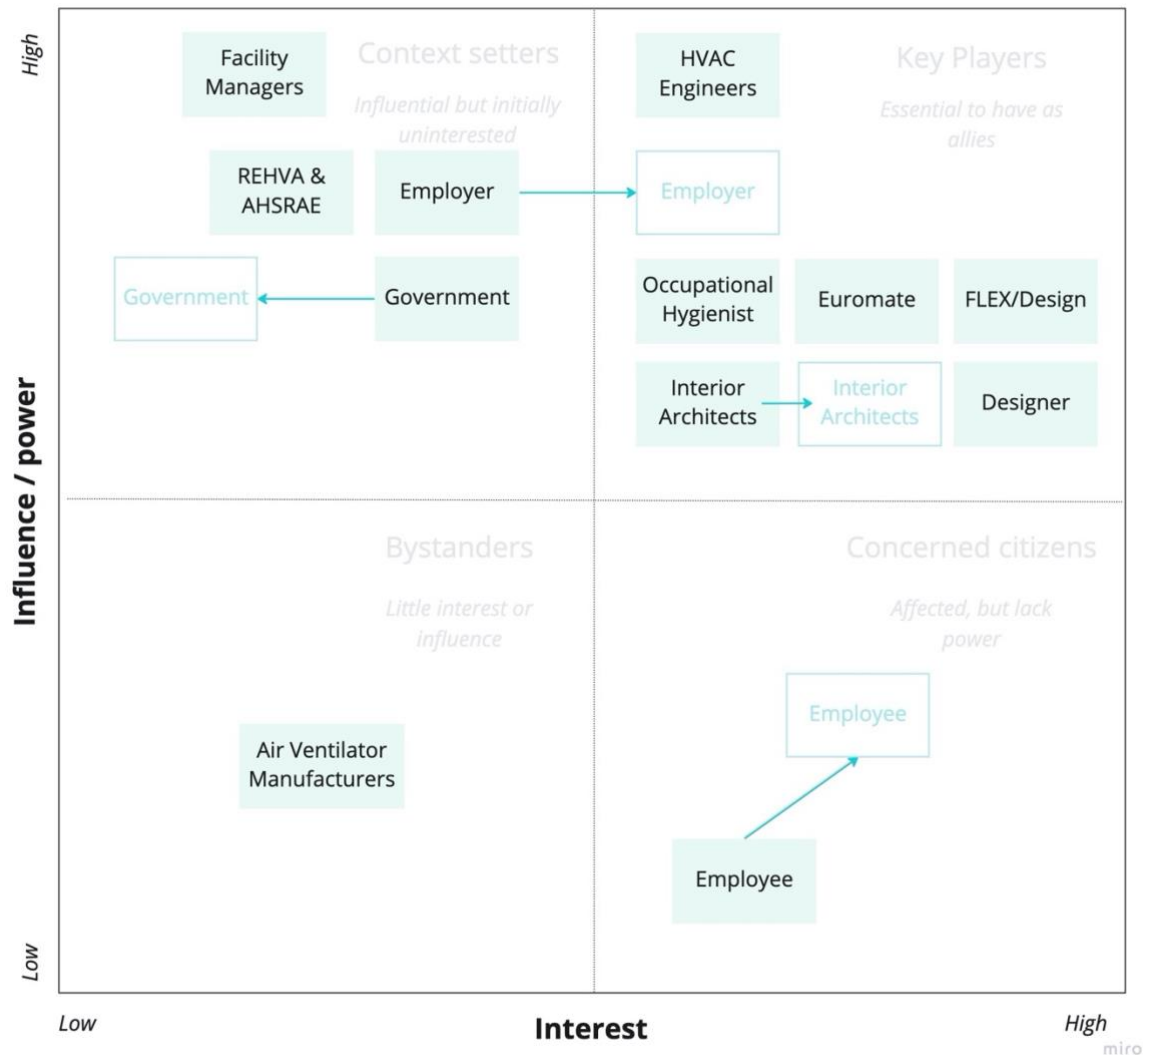 High
Facility
Managers
Context setters
Influential but initially
uninterested
HVAC
Engineers
Key Players
Essential to have as
allies
REHVA &
AHSRAE
Employer
Employer
Government
Government
Occupational
Hygienist
Euromate
FLEX/Design
Interior
Architects
Interior
Architects
Designer
Influence / power
Bystanders
Little interest or
influence
Concerned citizens
Affected, but lack
power
Employee
Air Ventilator
Manufacturers
Employee
Low
Low
Interest
High
miro